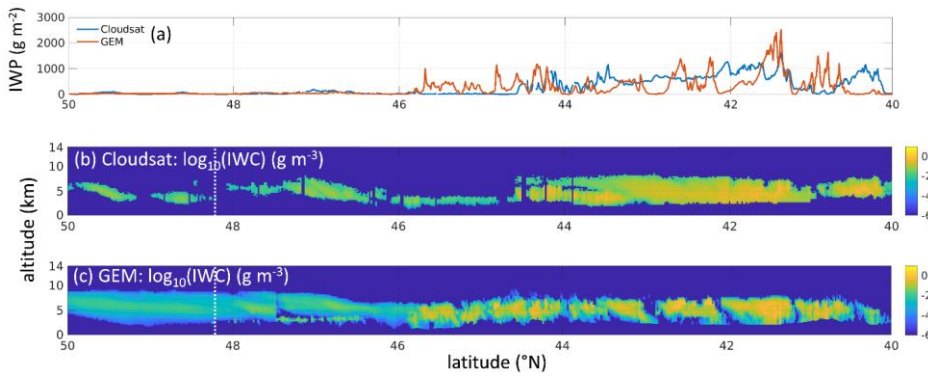 3000
2000
1000
0
IWP (g m⁻²)
Cloudsat
GEM
(a)
50 48 46 44 42 40
(b) Cloudsat: log₁₀(IWC) (g m⁻³)
14
10
5
0
0
-2
-4
-6
50 48 46 44 42 40
altitude (km)
(c) GEM: log₁₀(IWC) (g m⁻³)
14
10
5
0
0
-2
-4
-6
50 48 46 44 42 40
latitude (°N)